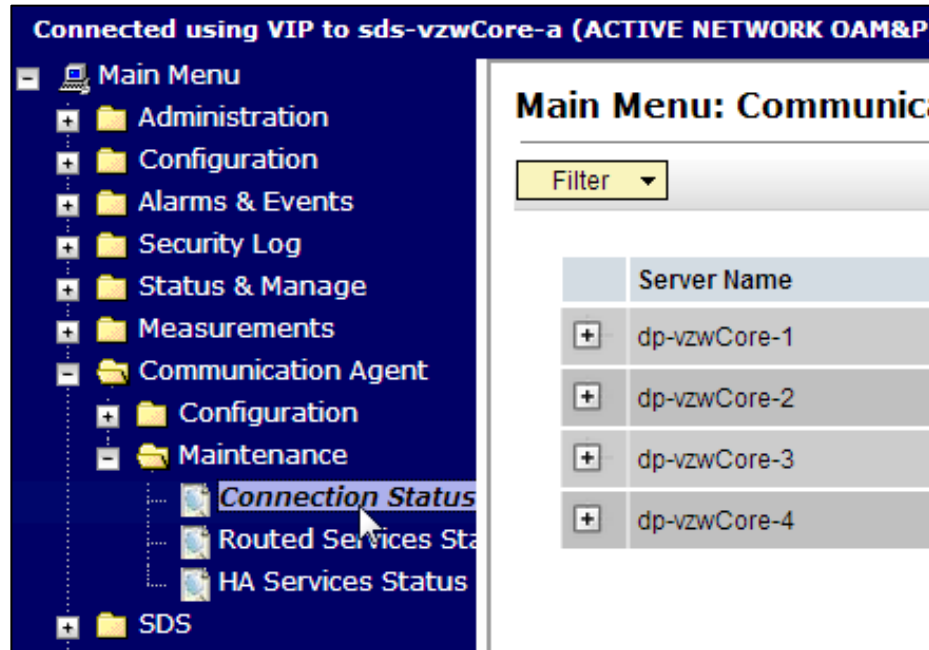 Connected using VIP to sds-vzwCore-a (ACTIVE NETWORK OAM&P
Main Menu
Administration
Configuration
Alarms & Events
Security Log
Status & Manage
Measurements
Communication Agent
Configuration
Maintenance
Connection Status
Routed Services
HA Services Status
SDS
Main Menu:
Filter
Server Name
dp-vzwCore-1
dp-vzwCore-2
dp-vzwCore-3
dp-vzwCore-4